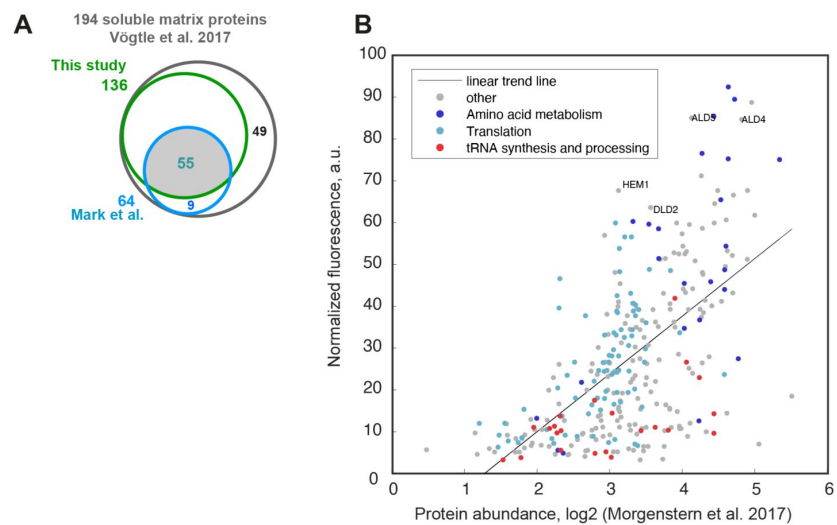 A
194 soluble matrix proteins
Vögtle et al. 2017
This study
136
49
55
64
Mark et al.
9
B
Normalized fluorescence, a.u.
100
90
80
70
60
50
40
30
20
10
0
linear trend line
other
Amino acid metabolism
Translation
tRNA synthesis and processing
ALD5
ALD4
HEM1
DLD2
0 1 2 3 4 5 6
Protein abundance, log2 (Morgenstern et al. 2017)